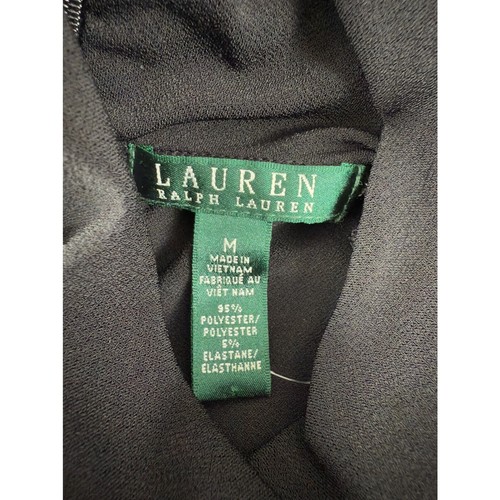 LAUREN
RALPH LAUREN
M
MADE IN
VIETNAM
FABRIQUÉ AU
VIÊT NAM
95%
POLYESTER/
POLYESTER
5%
ELASTANE/
ELASTHANNE